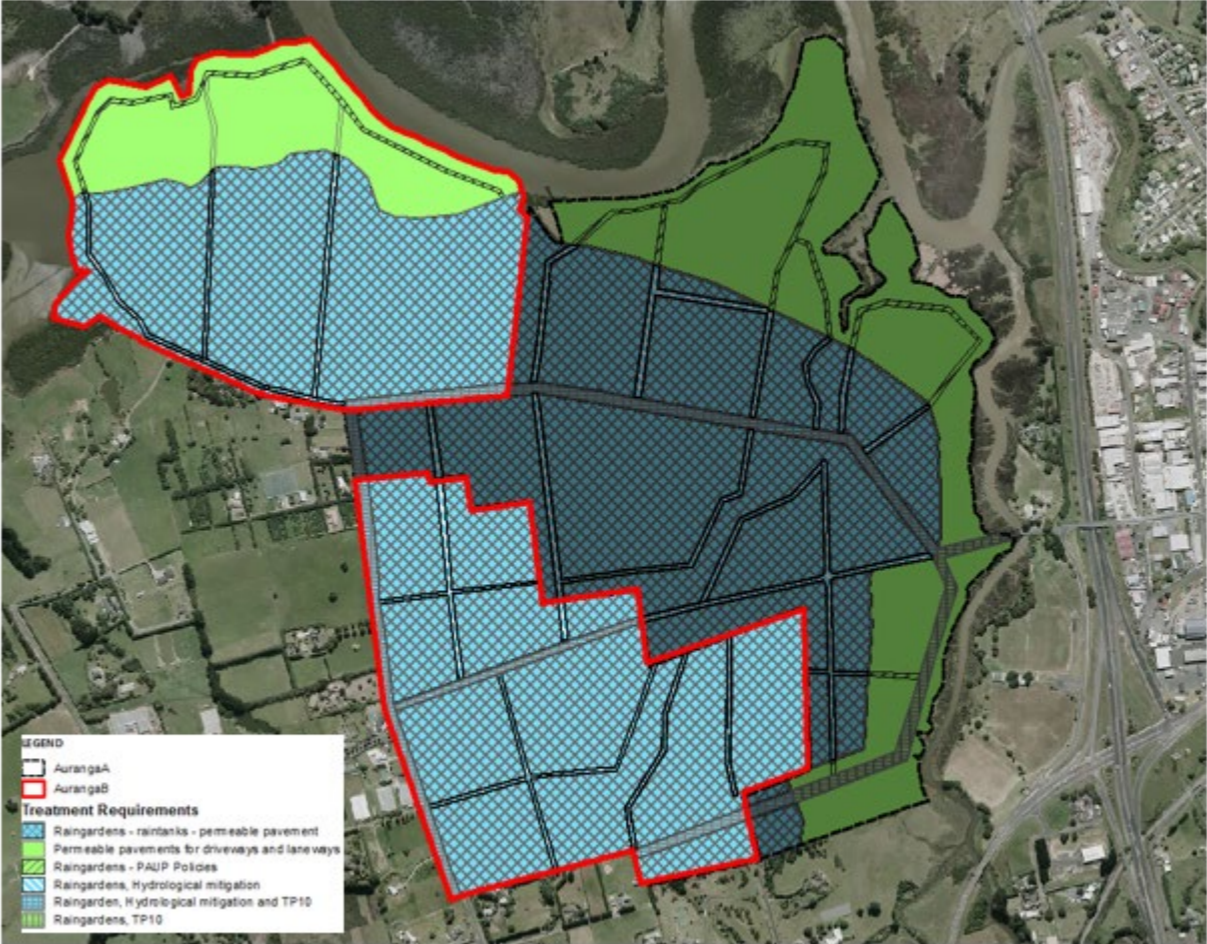 LEGEND
AurangaA
AurangaB
Treatment Requirements
Raingardens - raintanks - permeable pavement
Permeable pavements for driveways and laneways
Raingardens - PAUP Policies
Raingardens, Hydrological mitigation
Raingarden, Hydrological mitigation and TP10
Raingardens, TP10